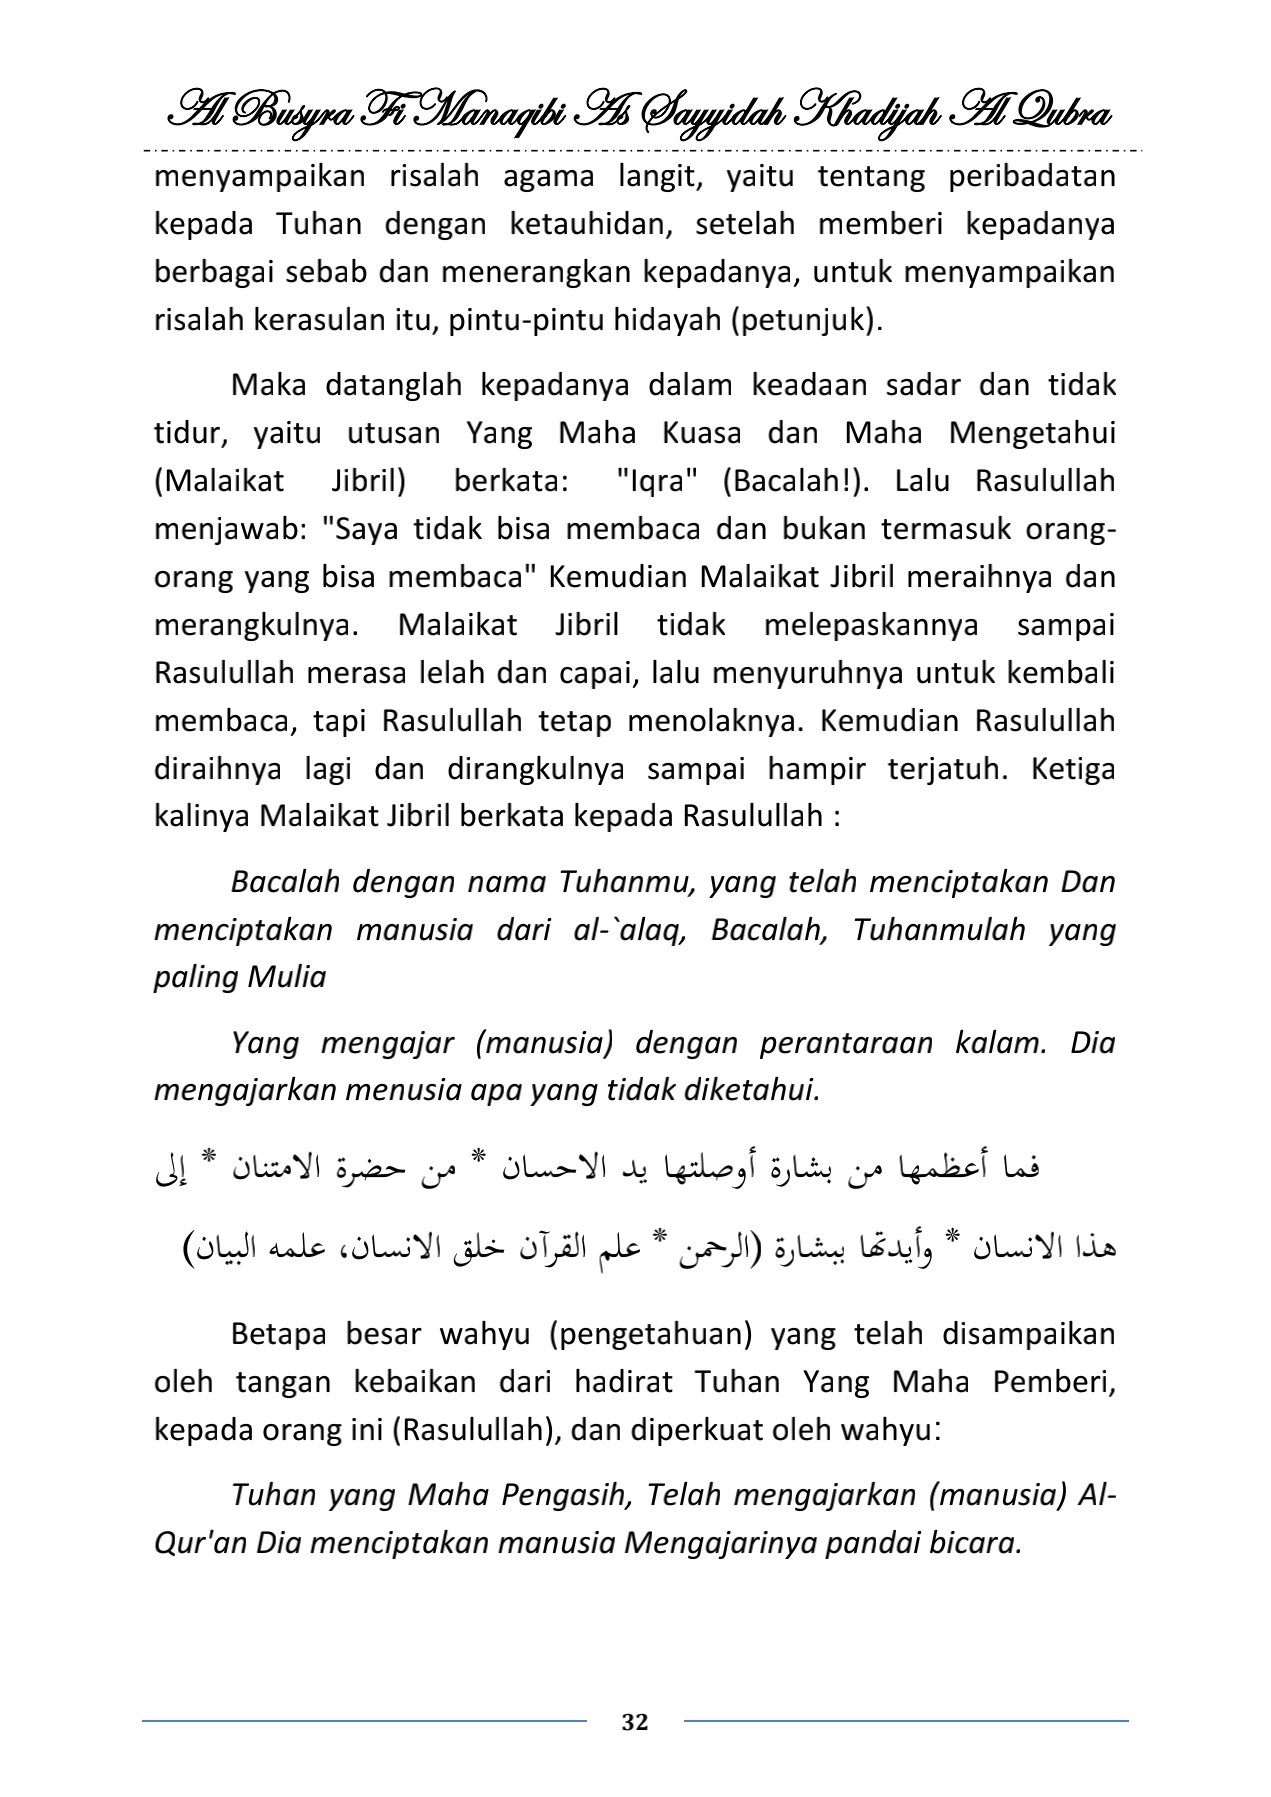 Al Busyra Fi Manaqibi As Sayyidah Khadijah Al Qubra
menyampaikan risalah agama langit, yaitu tentang peribadatan
kepada Tuhan dengan ketauhidan, setelah memberi kepadanya
berbagai sebab dan menerangkan kepadanya, untuk menyampaikan
risalah kerasulan itu, pintu-pintu hidayah (petunjuk).
Maka datanglah kepadanya dalam keadaan sadar dan tidak
tidur, yaitu utusan Yang Maha Kuasa dan Maha Mengetahui
(Malaikat Jibril) berkata: "Iqra" (Bacalah!). Lalu Rasulullah
menjawab: "Saya tidak bisa membaca dan bukan termasuk orang-
orang yang bisa membaca" Kemudian Malaikat Jibril meraihnya dan
merangkulnya. Malaikat Jibril tidak melepaskannya sampai
Rasulullah merasa lelah dan capai, lalu menyuruhnya untuk kembali
membaca, tapi Rasulullah tetap menolaknya. Kemudian Rasulullah
diraihnya lagi dan dirangkulnya sampai hampir terjatuh. Ketiga
kalinya Malaikat Jibril berkata kepada Rasulullah :
Bacalah dengan nama Tuhanmu, yang telah menciptakan Dan
menciptakan manusia dari al-`alaq, Bacalah, Tuhanmulah yang
paling Mulia
Yang mengajar (manusia) dengan perantaraan kalam. Dia
mengajarkan menusia apa yang tidak diketahui.
فما أعظمها من بشارة أوصلتها يد الاحسان * من حضرة الامتنان * إلى
هذا الانسان * وأيدتها ببشارة (الرحمن * علم القرآن خلق الانسان، علمه البيان)
Betapa besar wahyu (pengetahuan) yang telah disampaikan
oleh tangan kebaikan dari hadirat Tuhan Yang Maha Pemberi,
kepada orang ini (Rasulullah), dan diperkuat oleh wahyu:
Tuhan yang Maha Pengasih, Telah mengajarkan (manusia) Al-
Qur'an Dia menciptakan manusia Mengajarinya pandai bicara.
32